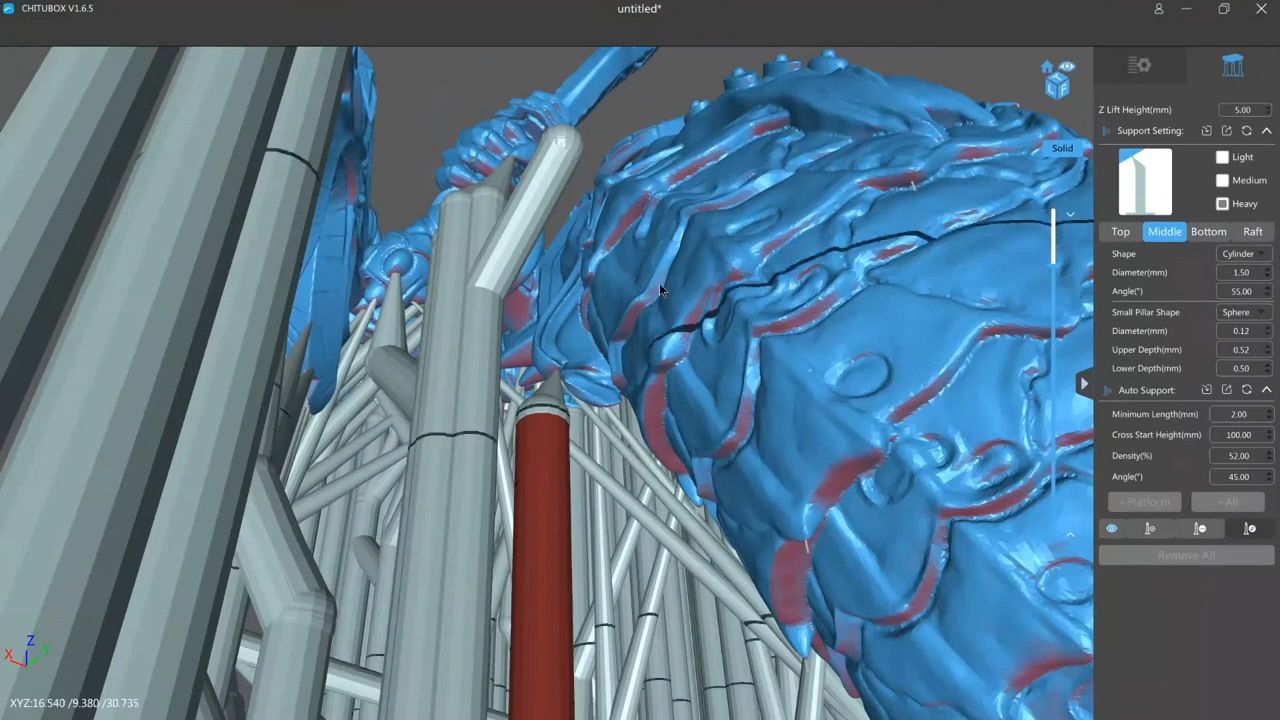 CHITUBOX V1.6.5
untitled*
Z Lift Height(mm) 5.00
Support Setting:
Light
Medium
Heavy
Solid
Top Middle Bottom Raft
Shape Cylinder
Diameter(mm) 1.50
Angle(°) 55.00
Small Pillar Shape Sphere
Diameter(mm) 0.12
Upper Depth(mm) 0.52
Lower Depth(mm) 0.50
Auto Support:
Minimum Length(mm) 2.00
Cross Start Height(mm) 100.00
Density(%) 52.00
Angle(°) 45.00
+Platform +All
Remove All
T
L F
Z
X Y
XYZ:16.540 /9.380 /30.735